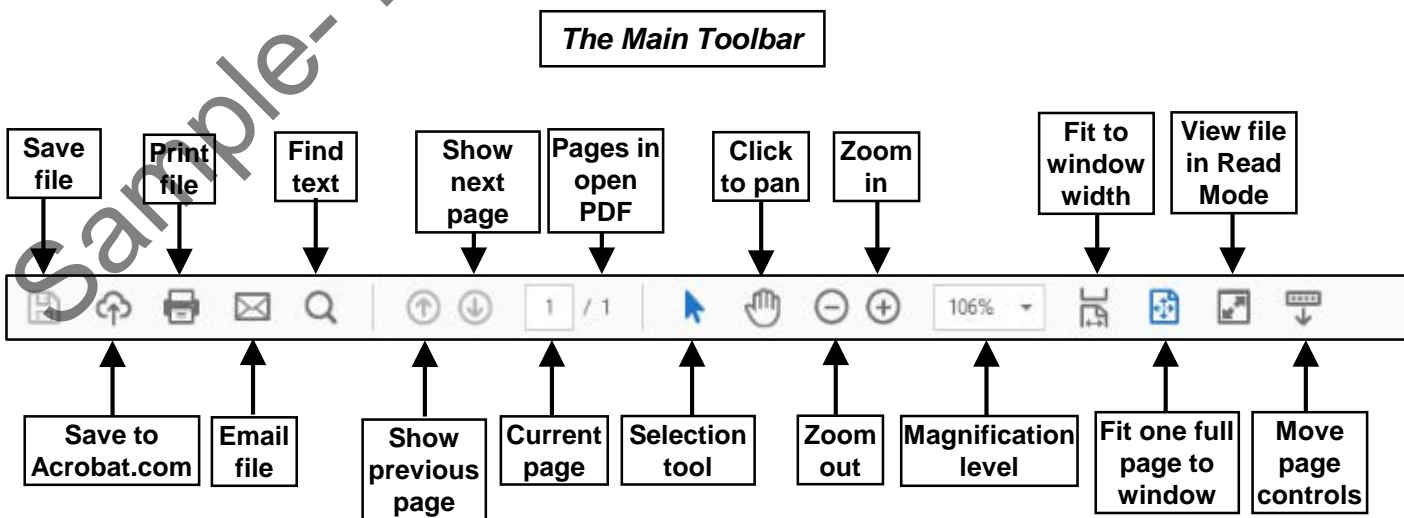 The Main Toolbar
Save
file
Print
file
Find
text
Show
next
page
Pages in
open
PDF
Click
to pan
Zoom
in
Fit to
window
width
View file
in Read
Mode
1 / 1
106%
Save to
Acrobat.com
Email
file
Show
previous
page
Current
page
Selection
tool
Zoom
out
Magnification
level
Fit one full
page to
window
Move
page
controls
Sample-